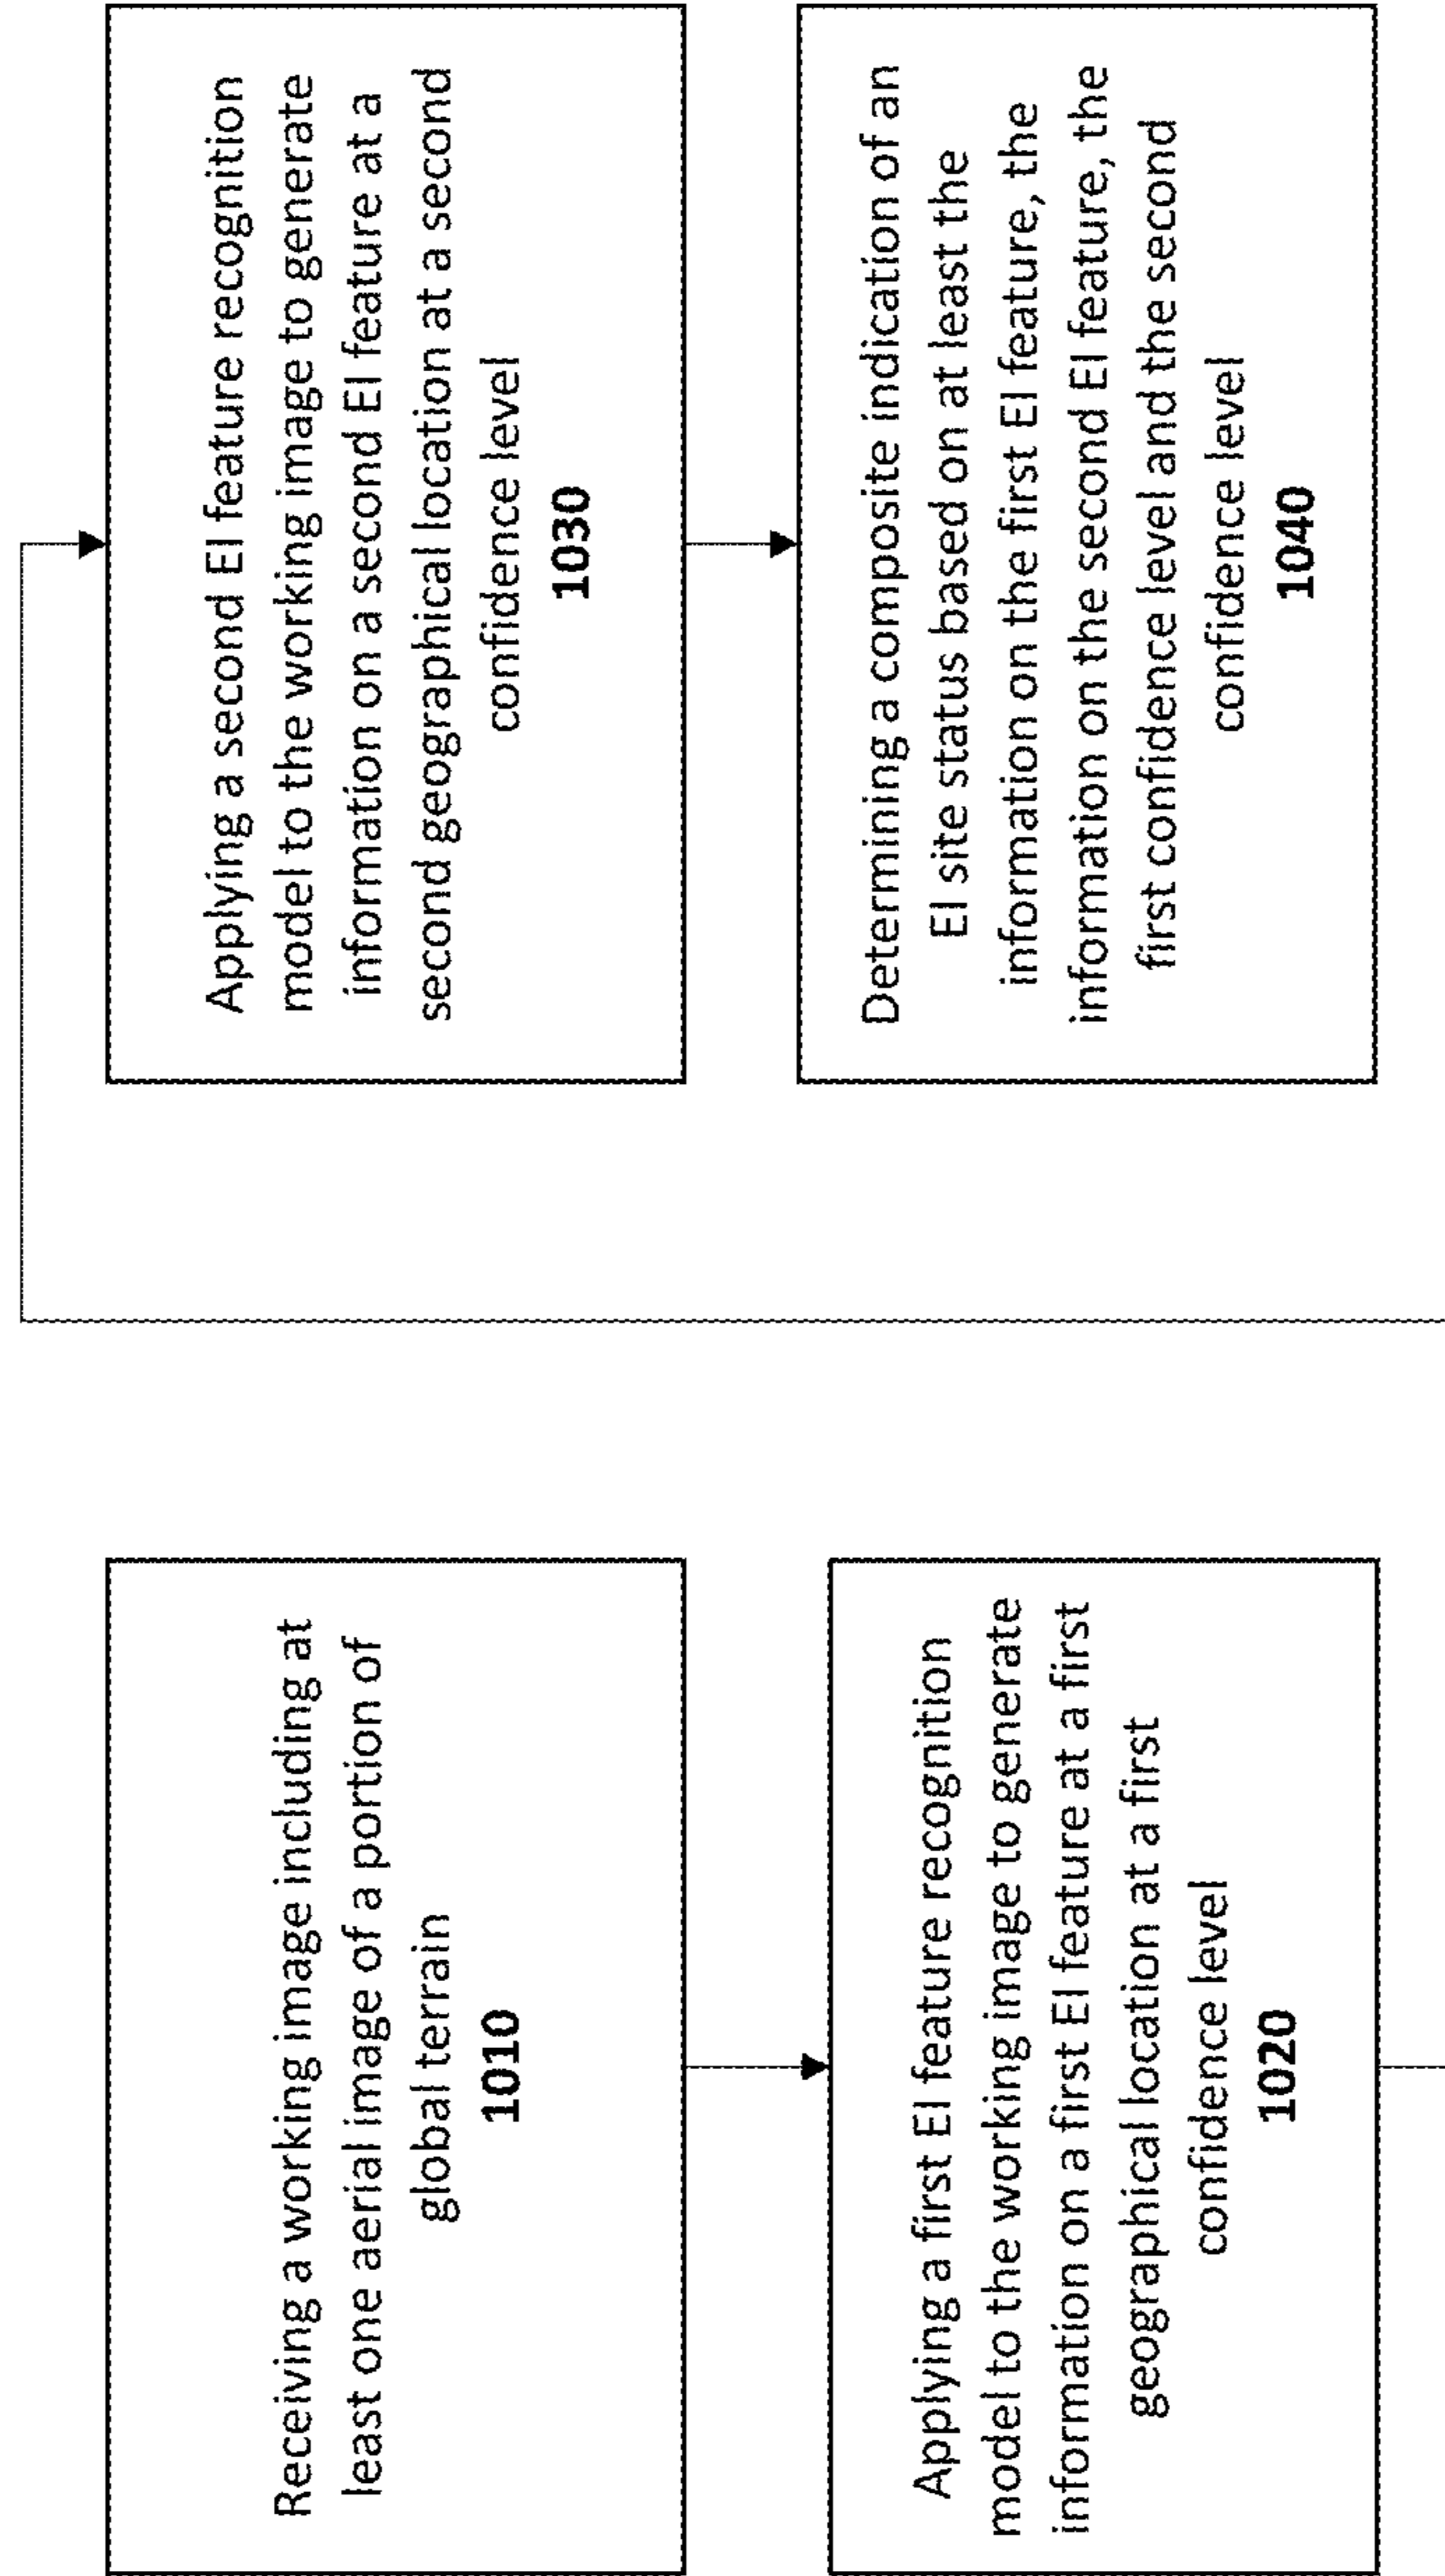 Receiving a working image including at
least one aerial image of a portion of
global terrain
1010
Applying a first EI feature recognition
model to the working image to generate
information on a first EI feature at a first
geographical location at a first
confidence level
1020
Applying a second EI feature recognition
model to the working image to generate
information on a second EI feature at a
second geographical location at a second
confidence level
1030
Determining a composite indication of an
EI site status based on at least the
information on the first EI feature, the
information on the second EI feature, the
first confidence level and the second
confidence level
1040